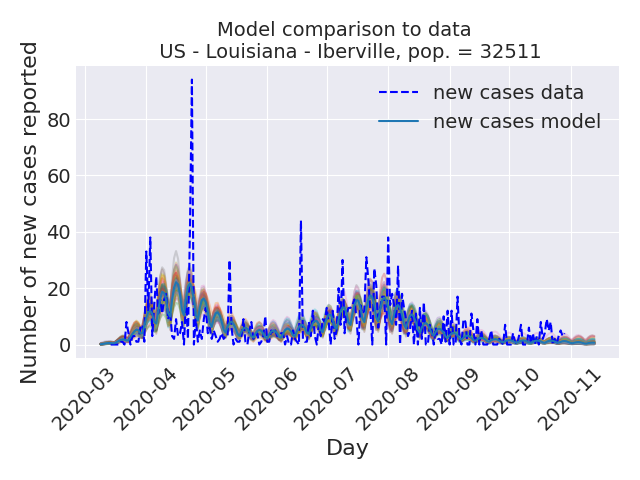 Model comparison to data
US - Louisiana - Iberville, pop. = 32511
Number of new cases reported
80
60
40
20
0
new cases data
new cases model
2020-03
2020-04
2020-05
2020-06
2020-07
2020-08
2020-09
2020-10
2020-11
Day